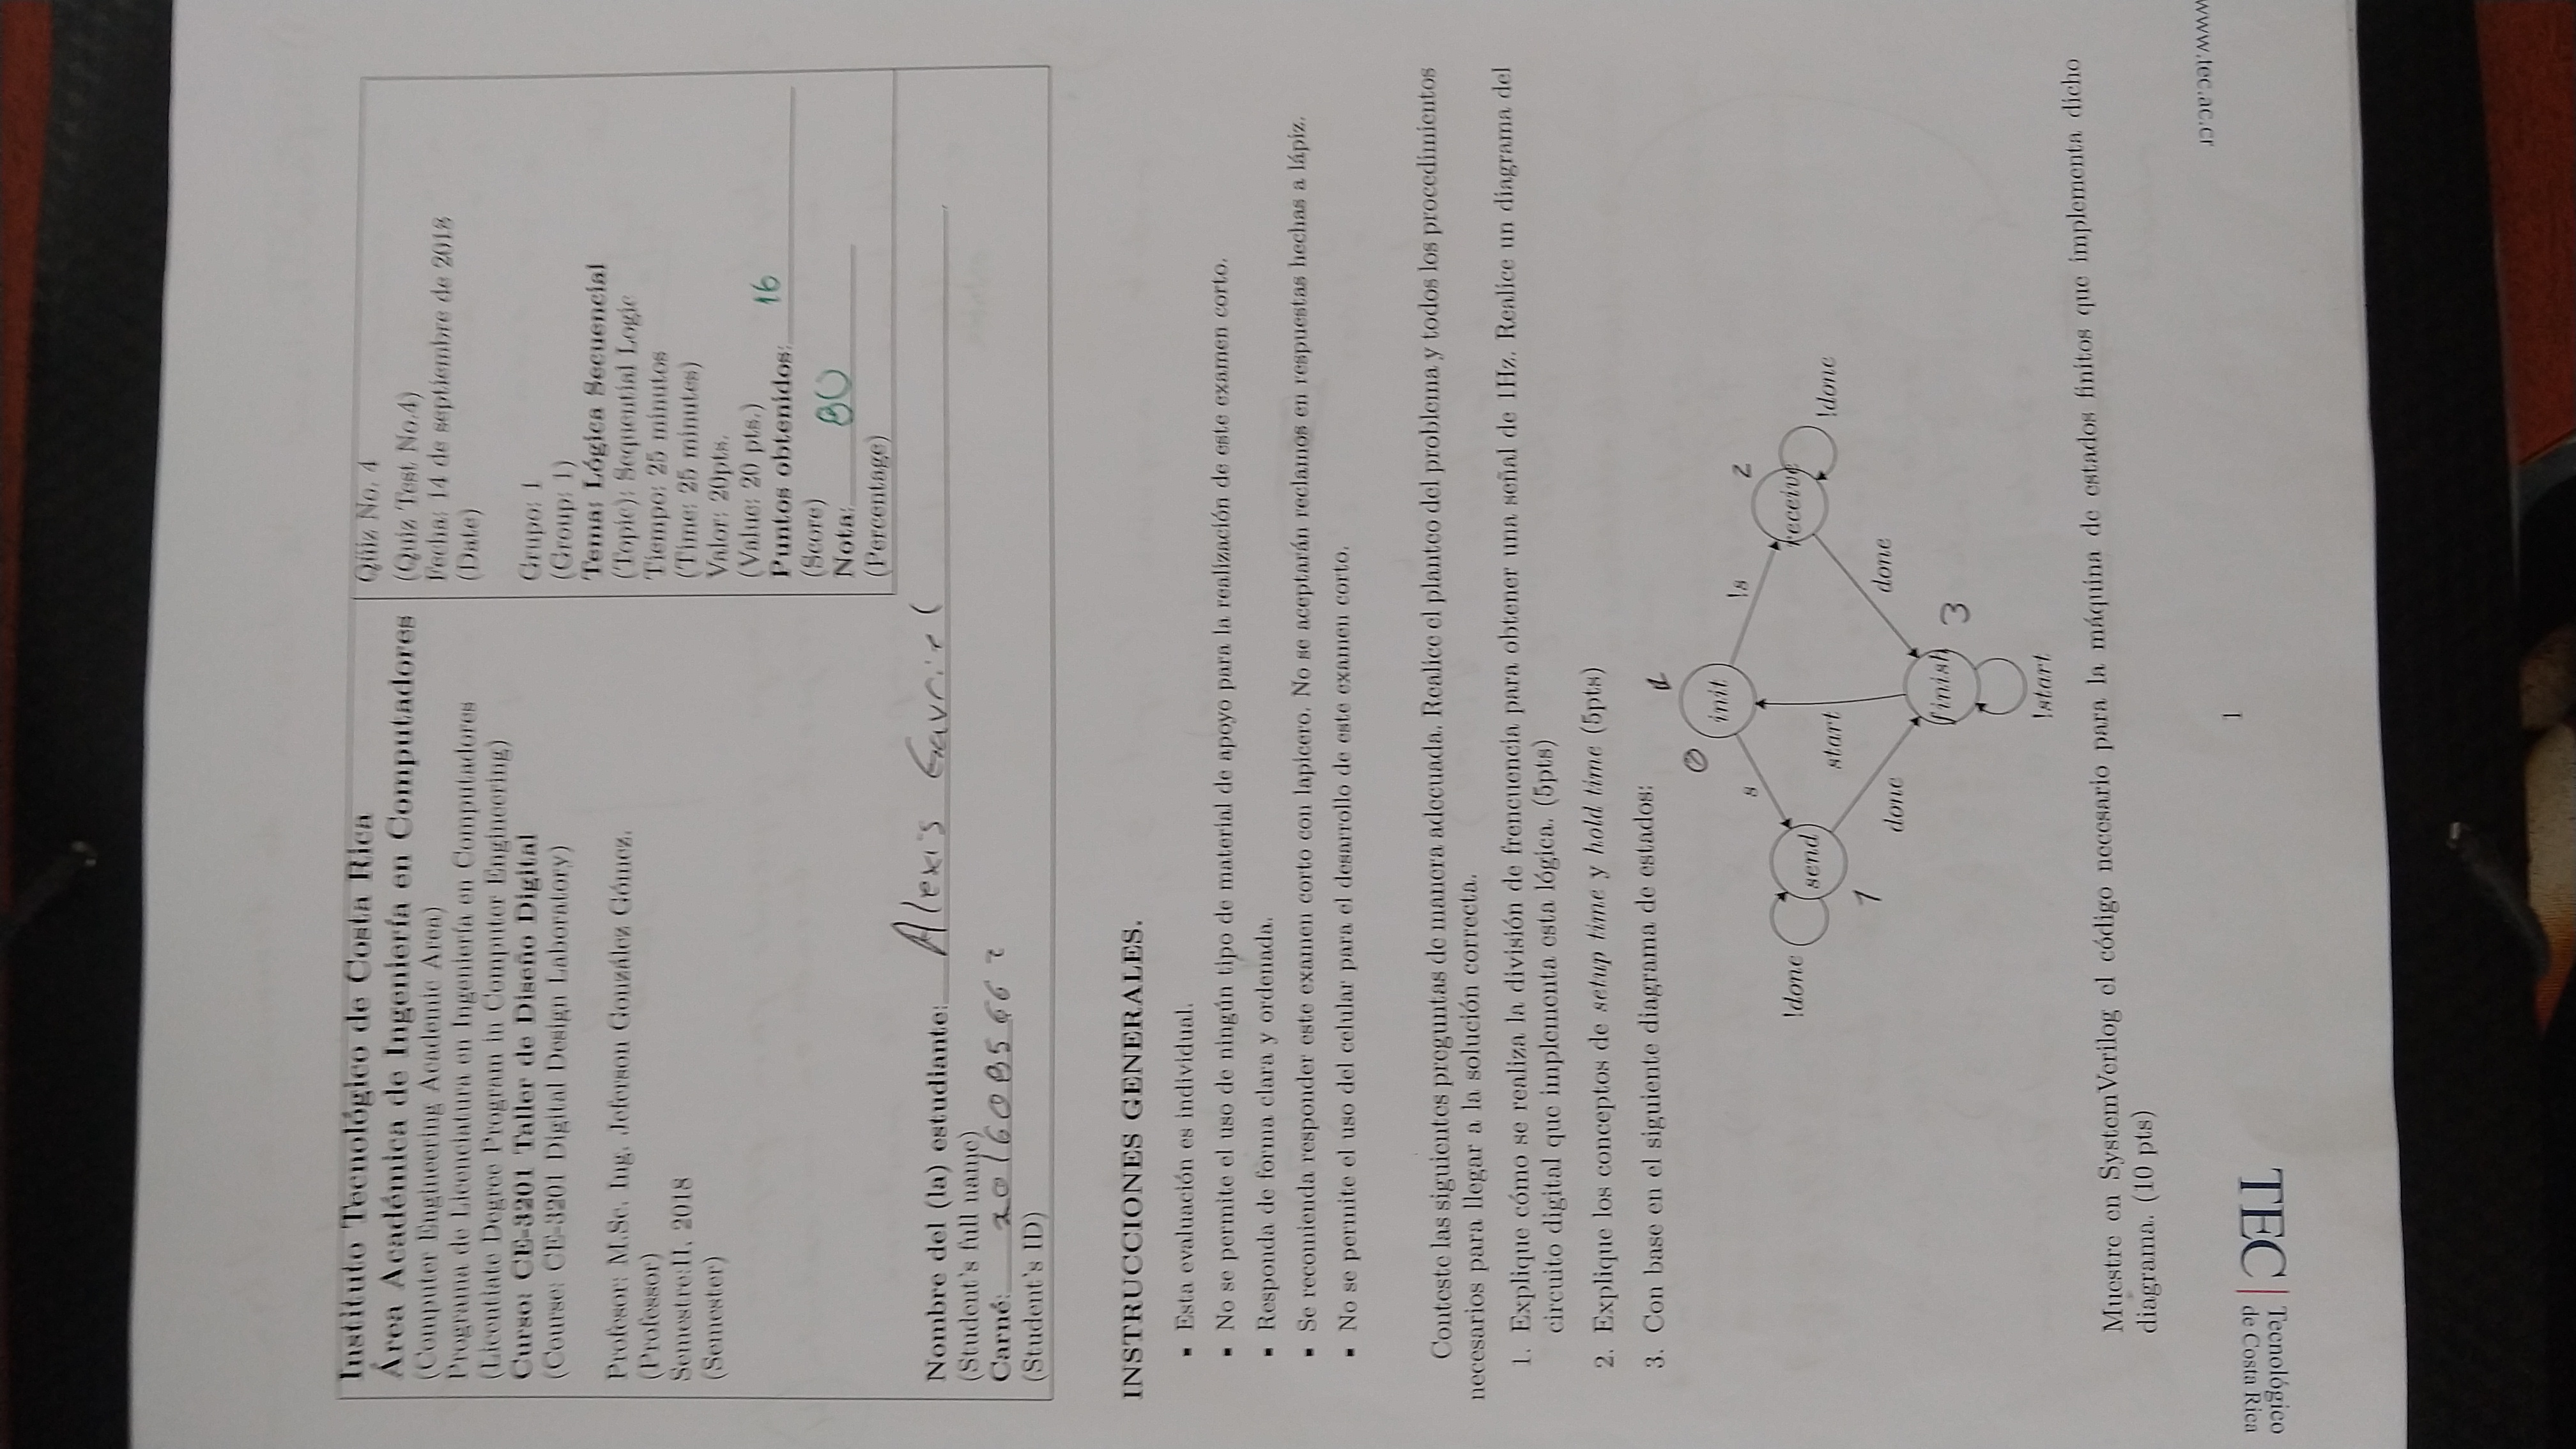 Instituto Tecnológico de Costa Rica
Área Académica de Ingeniería en Computadores
(Computer Engineering Academic Area)
Programa de Licenciatura en Ingeniería en Computadores
(Licentiate Degree Program in Computer Engineering)
Curso: CE-3201 Taller de Diseño Digital
(Course: CE-3201 Digital Design Laboratory)
Profesor: M.Sc. Ing. Jeferson González Gómez.
(Professor)
Semestre:II, 2018
(Semester)
Qüiz No. 4
(Quiz Test No.4)
Fecha: 14 de septiembre de 2018
(Date)
Grupo: 1
(Group: 1)
Tema: Lógica Secuencial
(Topic): Sequential Logic
Tiempo: 25 minutos
(Time: 25 minutes)
Valor: 20pts.
(Value: 20 pts.)
Puntos obtenidos: 16
(Score)
Nota: 80
(Percentage)
Nombre del (la) estudiante: Alexis Gavriel
(Student's full name)
Carné:
(Student's ID)
INSTRUCCIONES GENERALES.
▪ Esta evaluación es individual.
▪ No se permite el uso de ningún tipo de material de apoyo para la realización de este examen corto.
▪ Responda de forma clara y ordenada.
▪ Se recomienda responder este examen corto con lapicero. No se aceptarán reclamos en respuestas hechas a lápiz.
▪ No se permite el uso del celular para el desarrollo de este examen corto.
Conteste las siguientes preguntas de manera adecuada. Realice el planteo del problema y todos los procedimientos
necesarios para llegar a la solución correcta.
1. Explique cómo se realiza la división de frencuencia para obtener una señal de 1Hz. Realice un diagrama del
circuito digital que implementa esta lógica. (5pts)
2. Explique los conceptos de setup time y hold time (5pts)
3. Con base en el siguiente diagrama de estados:
0
init
s
!s
2
!done
send
receive
!done
start
1
done
done
finish
3
!start
Muestre en SystemVerilog el código necesario para la máquina de estados finitos que implementa dicho
diagrama. (10 pts)
www.tec.ac.cr
1
TEC
Tecnológico
de Costa Rica